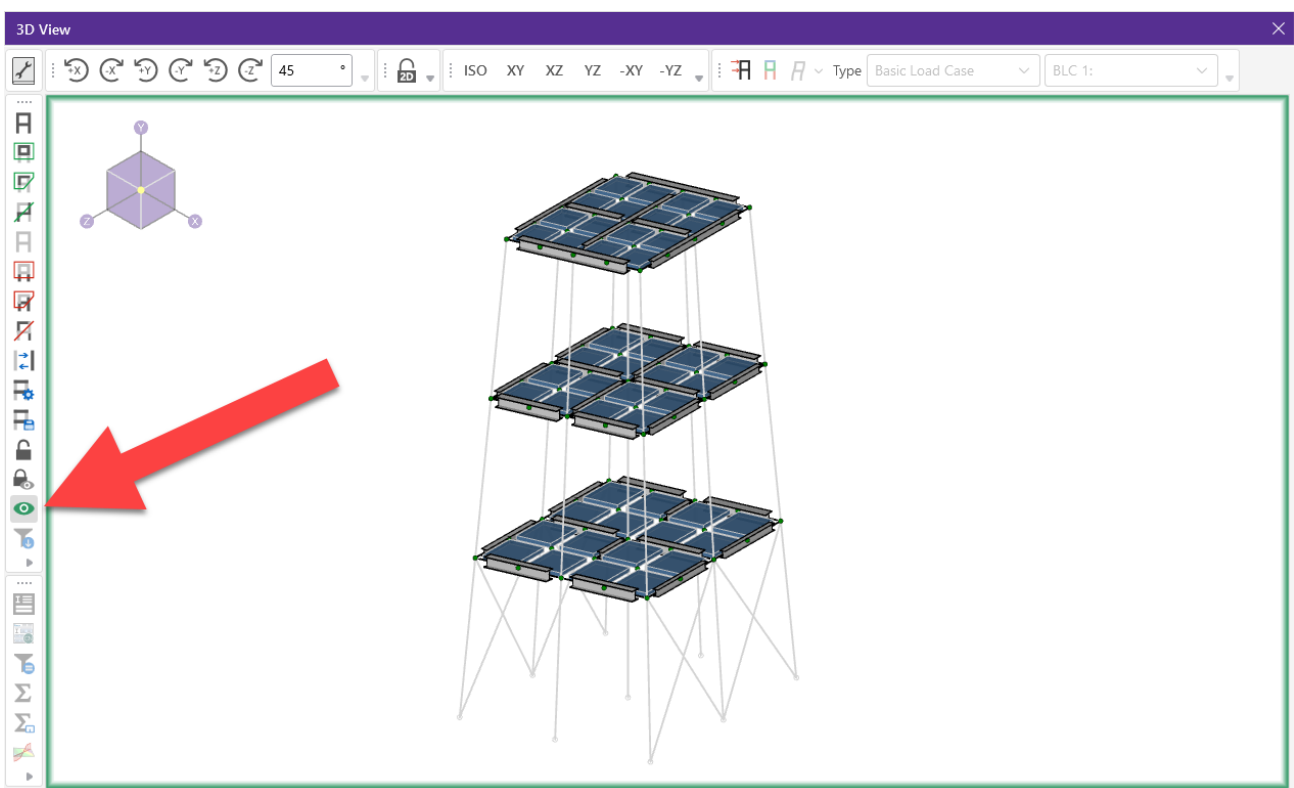 3D View
+X -X +Y -Y +Z -Z 45 ° 2D ISO XY XZ YZ -XY -YZ Type Basic Load Case BLC 1:
Y
Z
X